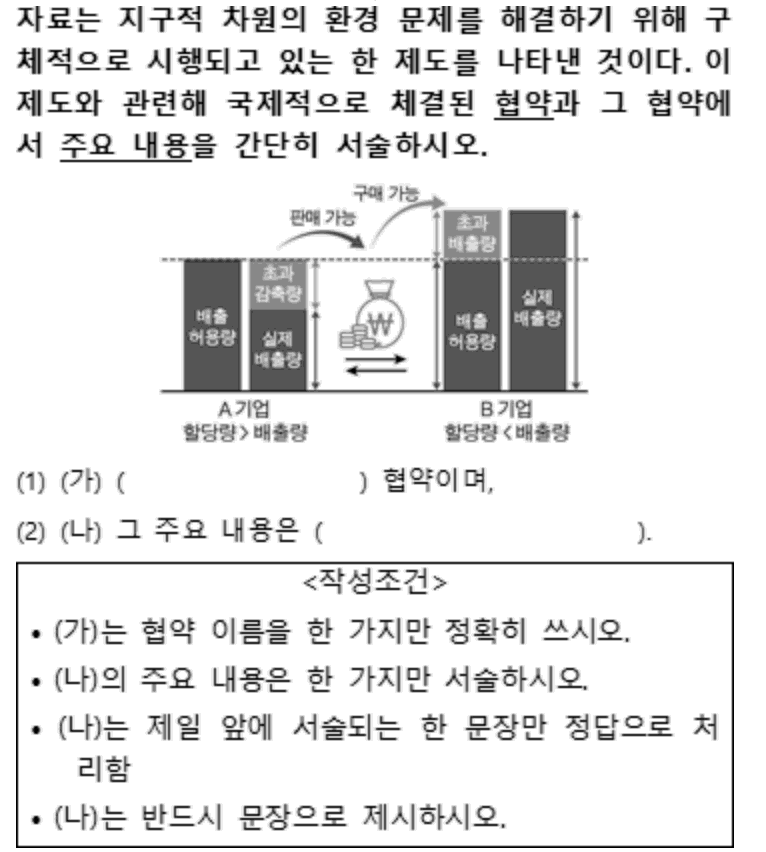 자료는 지구적 차원의 환경 문제를 해결하기 위해 구
체적으로 시행되고 있는 한 제도를 나타낸 것이다. 이
제도와 관련해 국제적으로 체결된 협약과 그 협약에
서 주요 내용을 간단히 서술하시오.
구매 가능
판매 가능
초과
감축량
배출
허용량
실제
배출량
₩
초과
배출량
배출
허용량
실제
배출량
A 기업
할당량 > 배출량
B 기업
할당량 < 배출량
(1) (가) ( ) 협약이며,
(2) (나) 그 주요 내용은 ( ).
<작성조건>
• (가)는 협약 이름을 한 가지만 정확히 쓰시오.
• (나)의 주요 내용은 한 가지만 서술하시오.
• (나)는 제일 앞에 서술되는 한 문장만 정답으로 처
리함
• (나)는 반드시 문장으로 제시하시오.